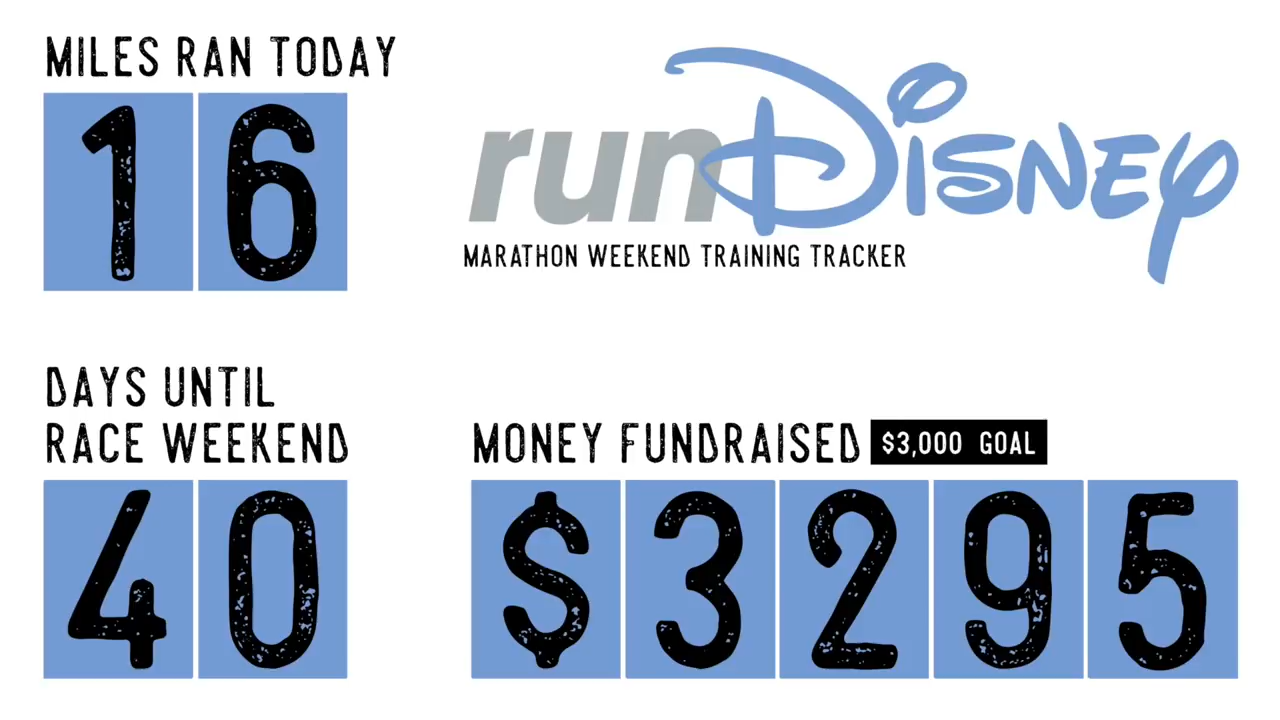 MILES RAN TODAY
16
runDisney
MARATHON WEEKEND TRAINING TRACKER
DAYS UNTIL
RACE WEEKEND
40
MONEY FUNDRAISED $3,000 GOAL
$3295